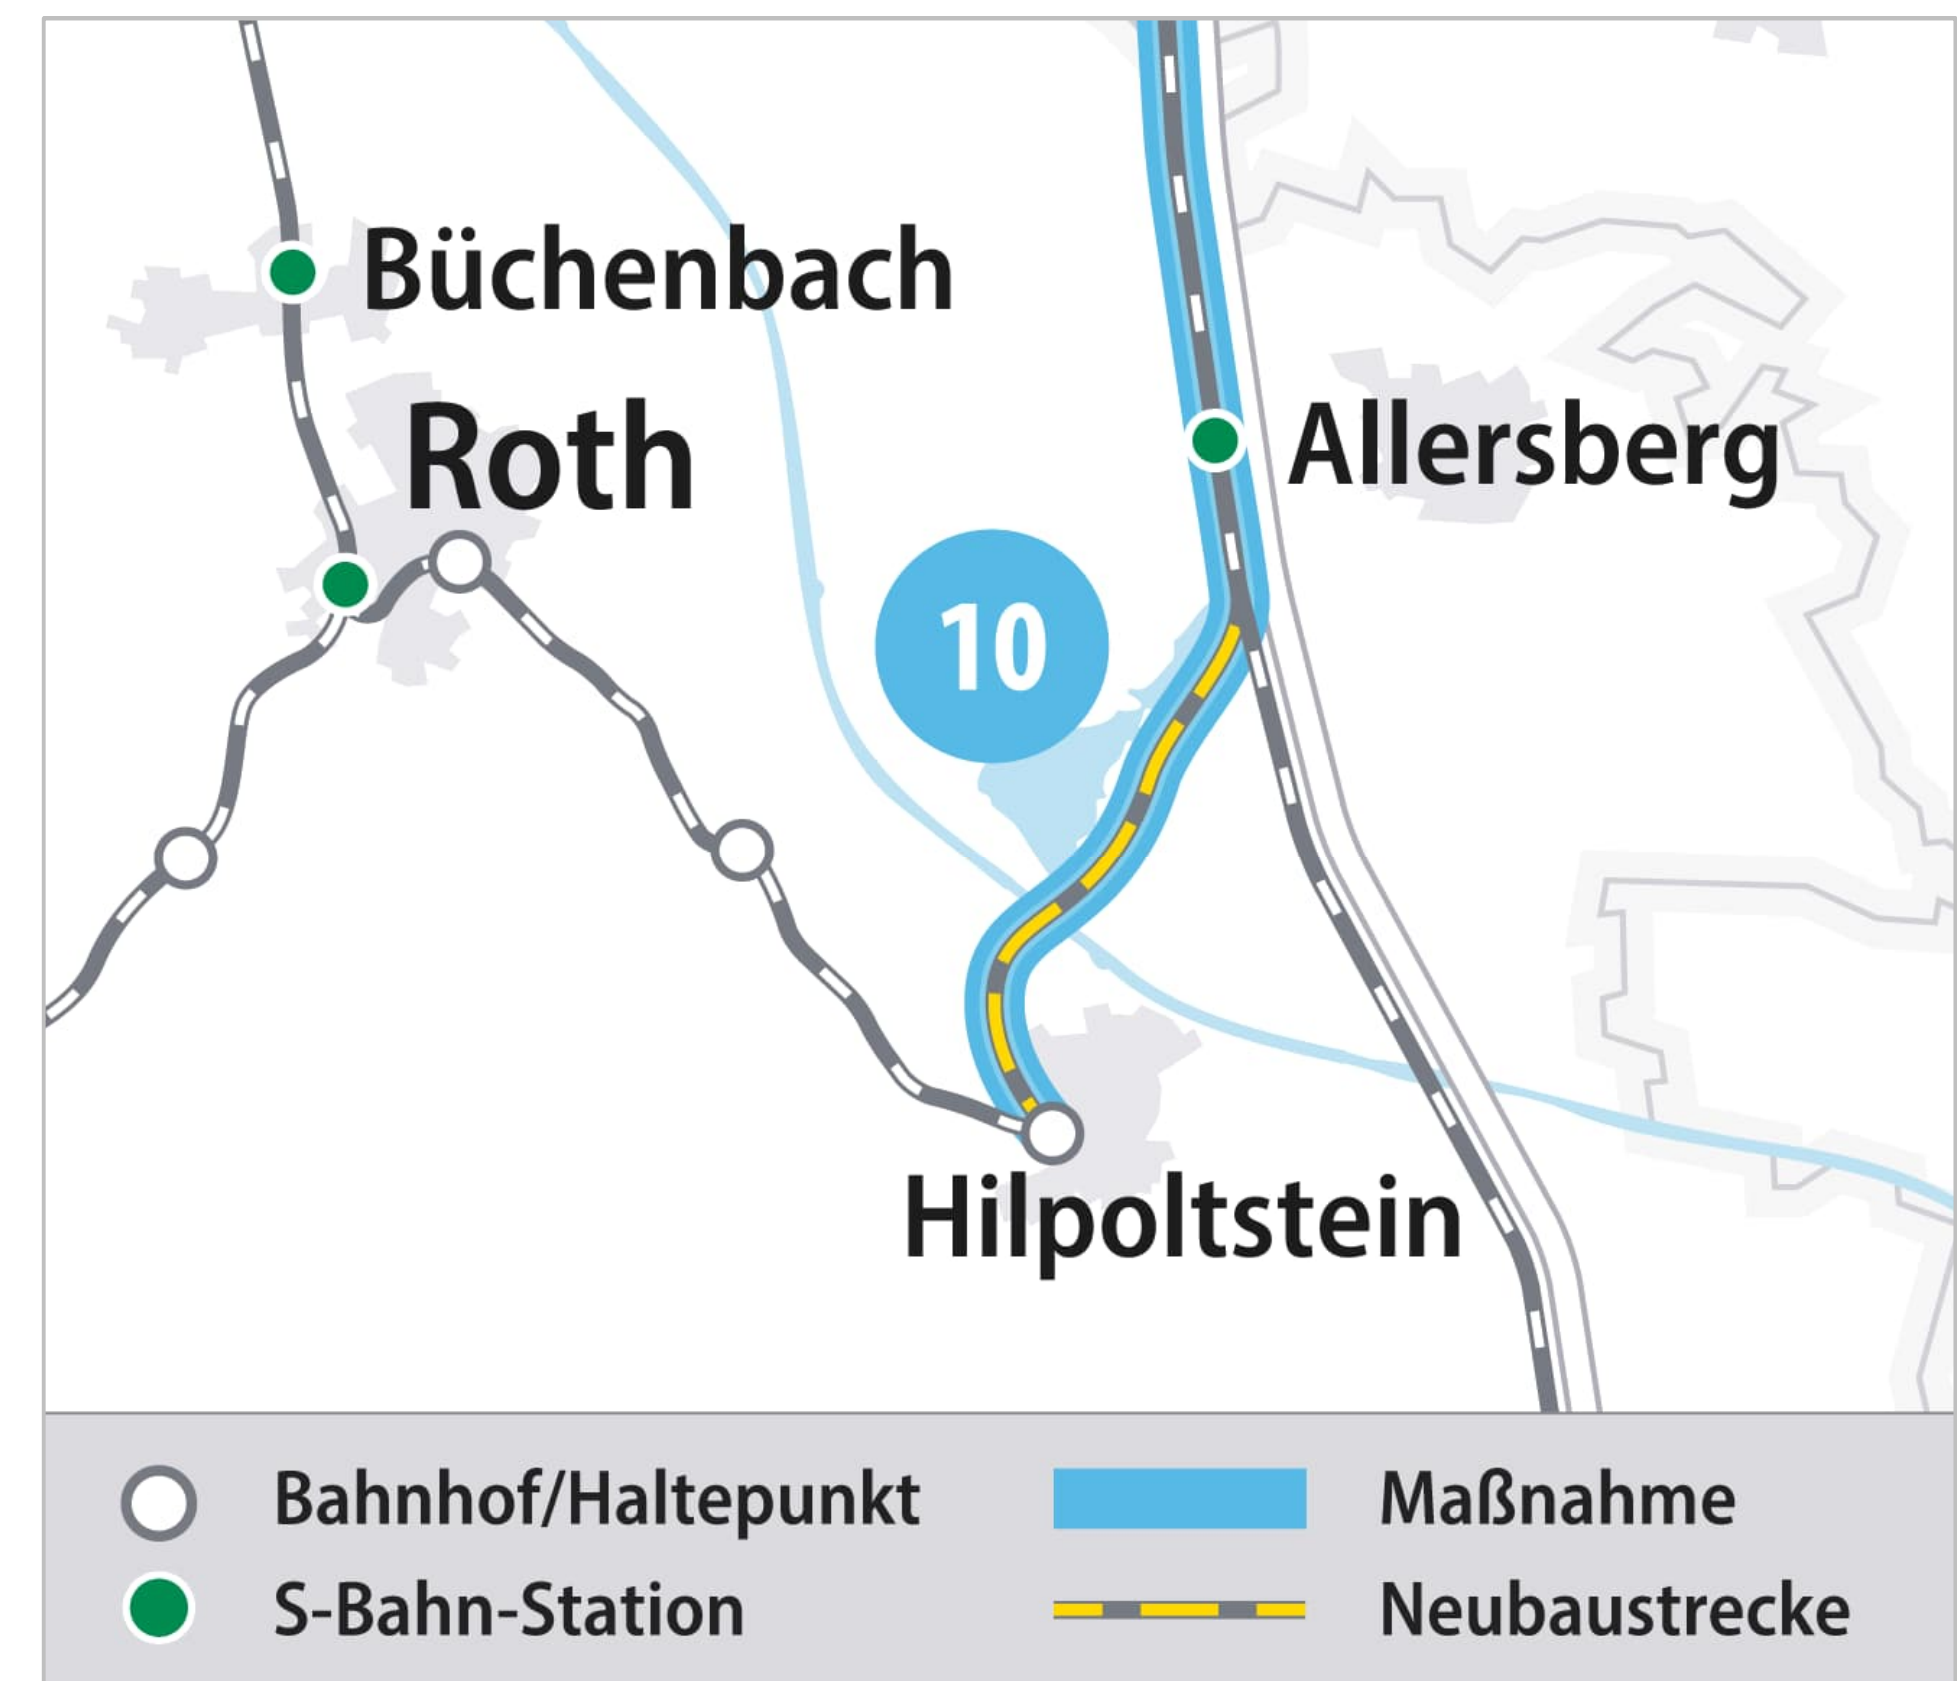 Büchenbach
Roth
Allersberg
10
Hilpoltstein
Bahnhof/Haltepunkt
Maßnahme
S-Bahn-Station
Neubaustrecke